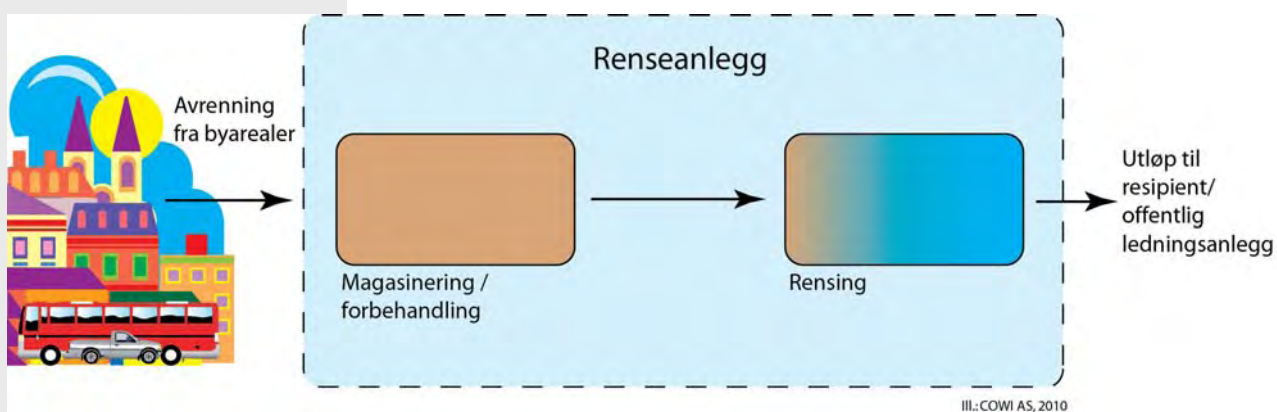 Renseanlegg
Avrenning
fra byarealer
Magasinering /
forbehandling
Rensing
Utløp til
resipient/
offentlig
ledningsanlegg
Ill.: COWI AS, 2010